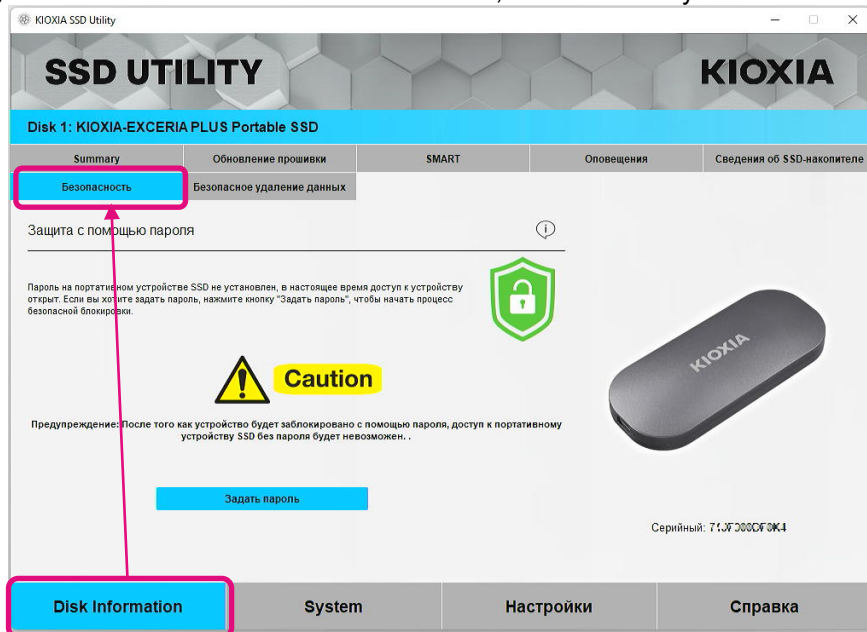 KIOXIA SSD Utility
SSD UTILITY
KIOXIA
Disk 1: KIOXIA-EXCERIA PLUS Portable SSD
Summary Обновление прошивки SMART Оповещения Сведения об SSD-накопителе
Безопасность Безопасное удаление данных
Защита с помощью пароля
Пароль на портативном устройстве SSD не установлен, в настоящее время доступ к устройству
открыт. Если вы хотите задать пароль, нажмите кнопку "Задать пароль", чтобы начать процесс
безопасной блокировки.
KIOXIA
Caution
Предупреждение: После того как устройство будет заблокировано с помощью пароля, доступ к портативному
устройству SSD без пароля будет невозможен. .
Задать пароль
Серийный:
Disk Information System Настройки Справка